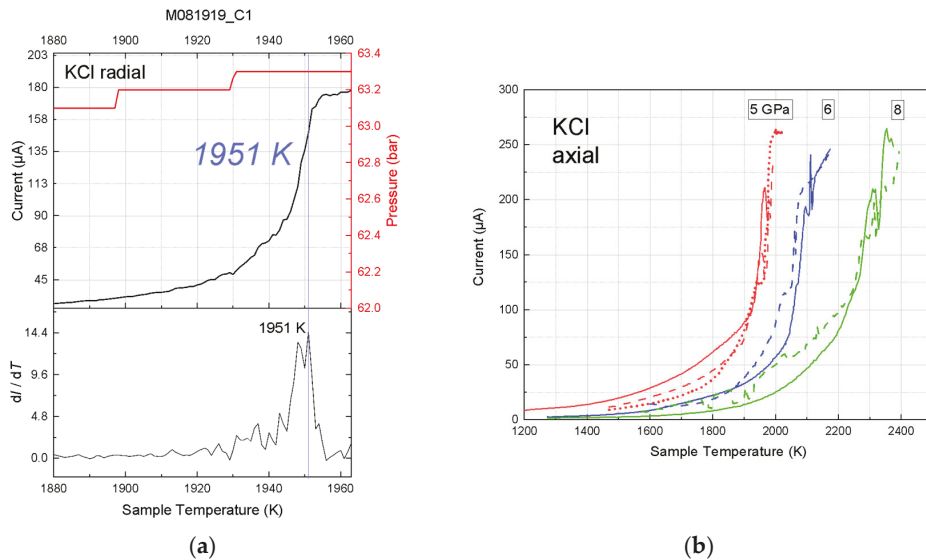 M081919_C1
1880 1900 1920 1940 1960
203
180
158
135
113
90
68
45
Current (µA)
KCl radial
1951 K
63.4
63.2
63.0
62.8
62.6
62.4
62.2
62.0
Pressure (bar)
14.4
9.6
4.8
0.0
dI / dT
1951 K
1880 1900 1920 1940 1960
Sample Temperature (K)
(a)
300
250
200
150
100
50
0
Current (µA)
KCl
axial
5 GPa 6 8
1200 1400 1600 1800 2000 2200 2400
Sample Temperature (K)
(b)